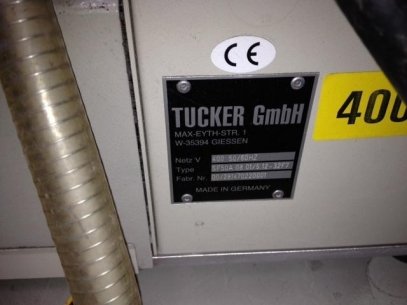 CE
TUCKER GmbH
MAX-EYTH-STR. 1
W-35394 GIESSEN
Netz V 400 50/60HZ
Type
Fabr. Nr.
MADE IN GERMANY
400